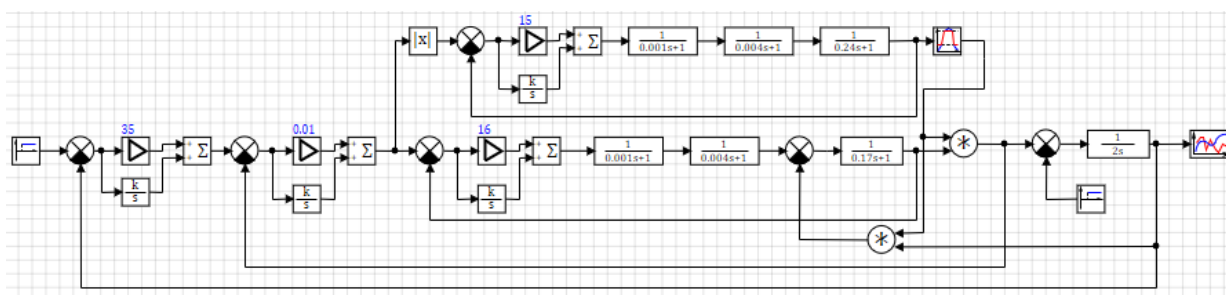 15
|x| Σ 1/(0.001s+1) 1/(0.004s+1) 1/(0.24s+1)
k/s
35 0.01 16
Σ Σ Σ 1/(0.001s+1) 1/(0.004s+1) 1/(0.17s+1) * 1/(2s)
k/s k/s k/s
*